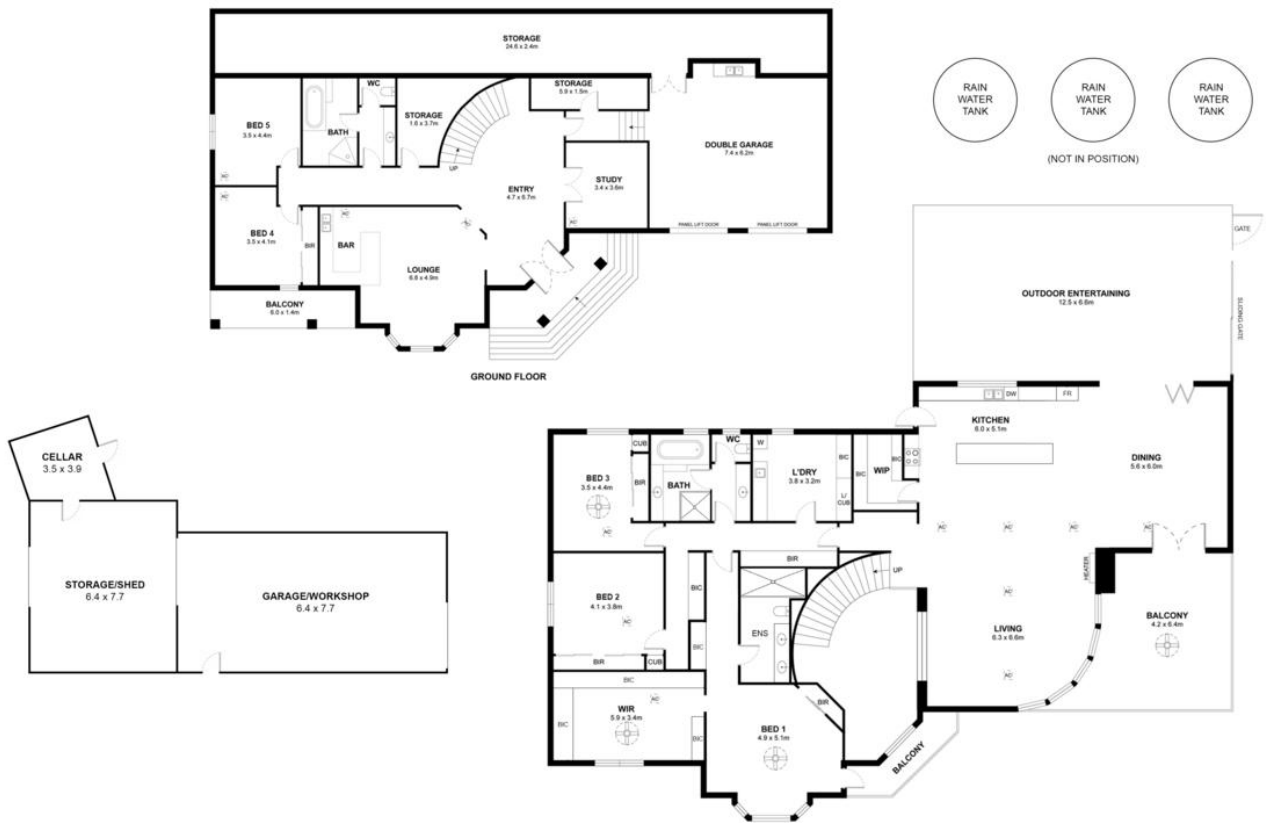 STORAGE
24.6 x 2.4m
WC
STORAGE
5.9 x 1.5m
BED 5
3.5 x 4.4m
BATH
STORAGE
1.6 x 3.7m
UP
DOUBLE GARAGE
7.4 x 6.2m
STUDY
3.4 x 3.6m
ENTRY
4.7 x 6.7m
AC
AC
AC
AC
AC
BED 4
3.5 x 4.1m
BIR
BAR
LOUNGE
6.6 x 4.9m
PANEL LIFT DOOR
PANEL LIFT DOOR
BALCONY
6.0 x 1.4m
GROUND FLOOR
RAIN
WATER
TANK
RAIN
WATER
TANK
RAIN
WATER
TANK
(NOT IN POSITION)
GATE
OUTDOOR ENTERTAINING
12.5 x 6.6m
SLIDING GATE
CELLAR
3.5 x 3.9
STORAGE/SHED
6.4 x 7.7
GARAGE/WORKSHOP
6.4 x 7.7
DW
FR
KITCHEN
6.0 x 5.1m
DINING
5.6 x 6.0m
CUB
WC
W
BED 3
3.5 x 4.4m
BIR
BATH
L'DRY
3.8 x 3.2m
BIC
L/
CUB
BIC
WIP
BIC
AC
AC
AC
AC
AC
BIR
UP
HEATER
BED 2
4.1 x 3.8m
AC
BIC
BIC
ENS
AC
LIVING
6.3 x 6.6m
BALCONY
4.2 x 6.4m
BIR
CUB
BIC
AC
AC
WIR
5.9 x 3.4m
BIC
BIC
BIR
BED 1
4.9 x 5.1m
BALCONY